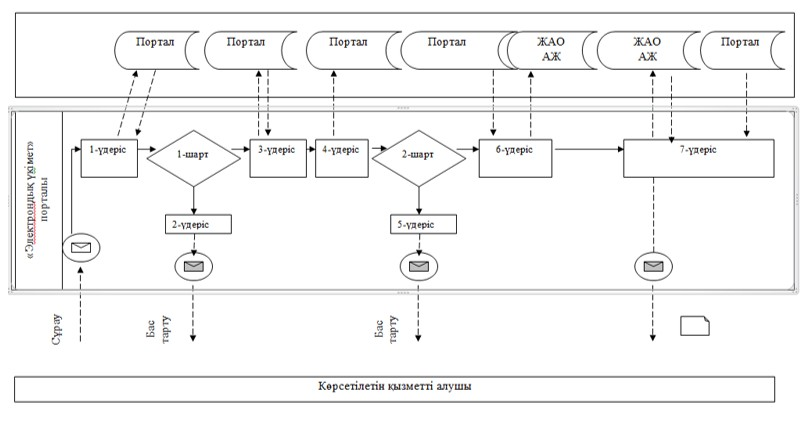 Портал
Портал
Портал
Портал
ЖАО
АЖ
ЖАО
АЖ
Портал
«Электрондық үкімет»
порталы
1-үдеріс
1-шарт
3-үдеріс
4-үдеріс
2-шарт
6-үдеріс
7-үдеріс
2-үдеріс
5-үдеріс
Сұрау
Бас
тарту
Бас
тарту
Көрсетілетін қызметті алушы